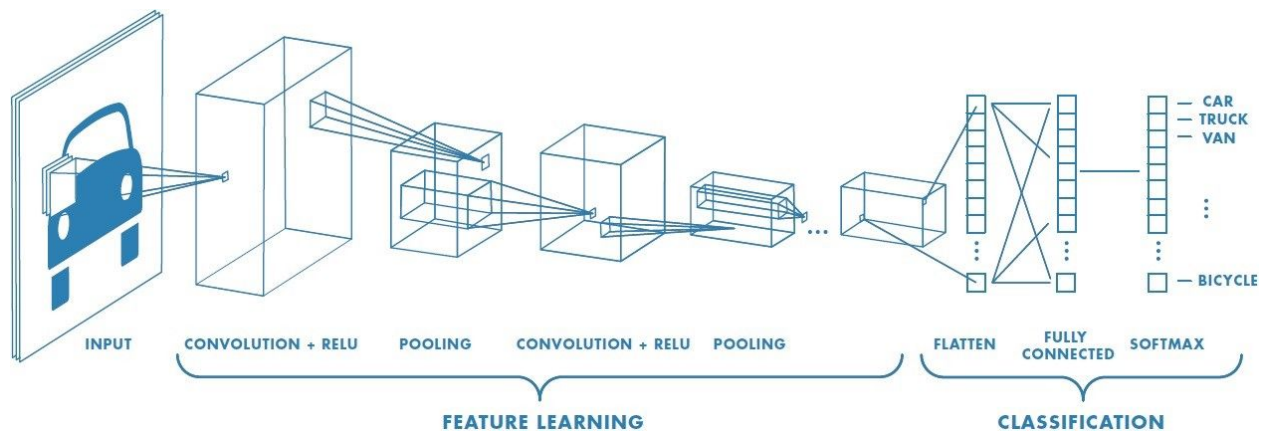 CAR
TRUCK
VAN
BICYCLE
INPUT
CONVOLUTION + RELU
POOLING
CONVOLUTION + RELU
POOLING
FLATTEN
FULLY
CONNECTED
SOFTMAX
FEATURE LEARNING
CLASSIFICATION